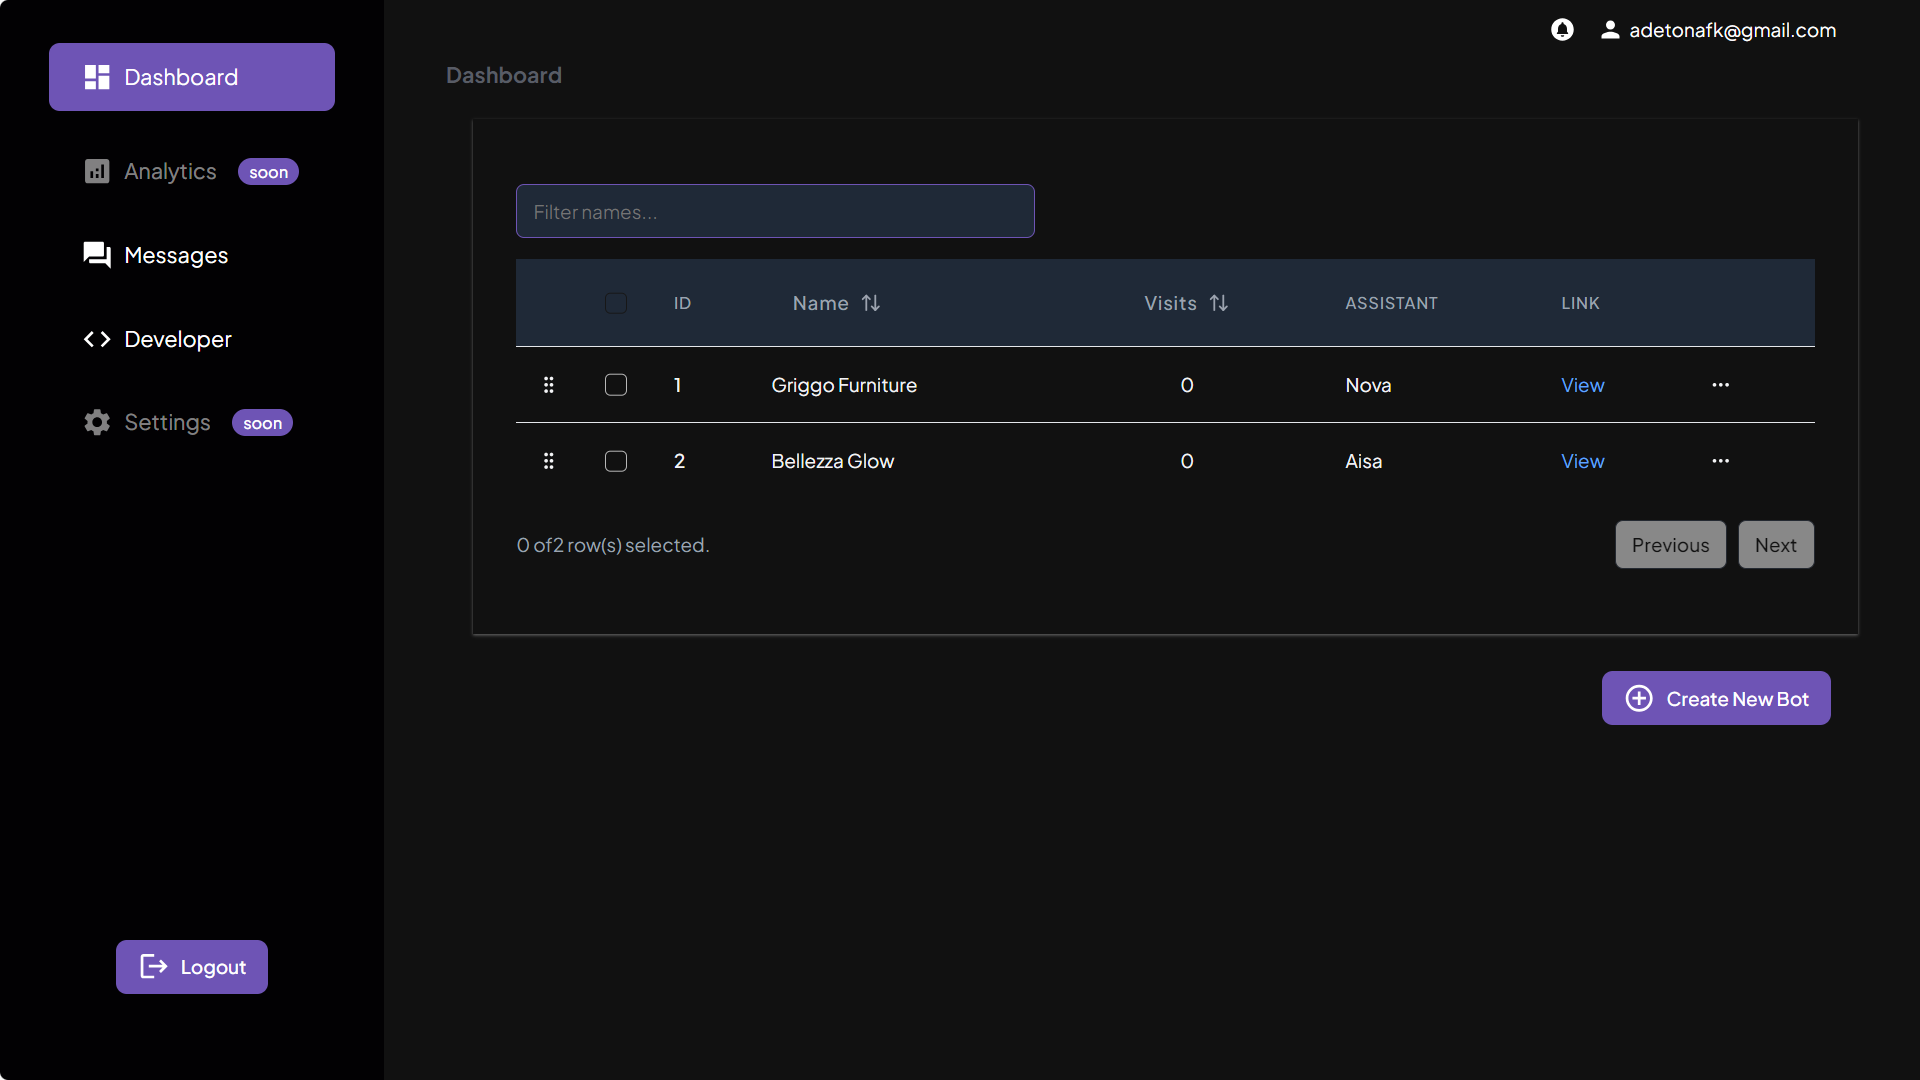 adetonafk@gmail.com
Dashboard
Analytics soon
Messages
Developer
Settings soon
Logout
Dashboard
Filter names...
ID Name Visits ASSISTANT LINK
1 Griggo Furniture 0 Nova View ...
2 Bellezza Glow 0 Aisa View ...
0 of2 row(s) selected.
Previous Next
Create New Bot